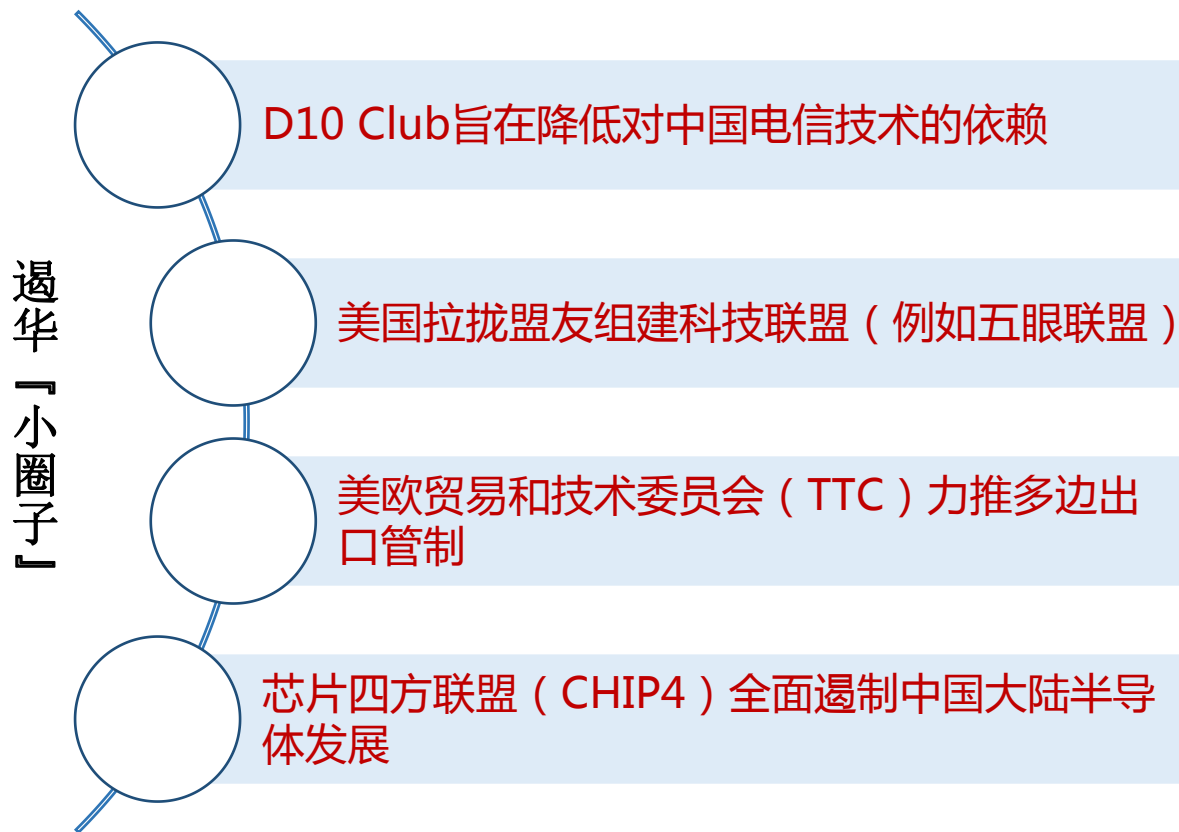 遏华『小圈子』
D10 Club旨在降低对中国电信技术的依赖
美国拉拢盟友组建科技联盟（例如五眼联盟）
美欧贸易和技术委员会（TTC）力推多边出
口管制
芯片四方联盟（CHIP4）全面遏制中国大陆半导
体发展